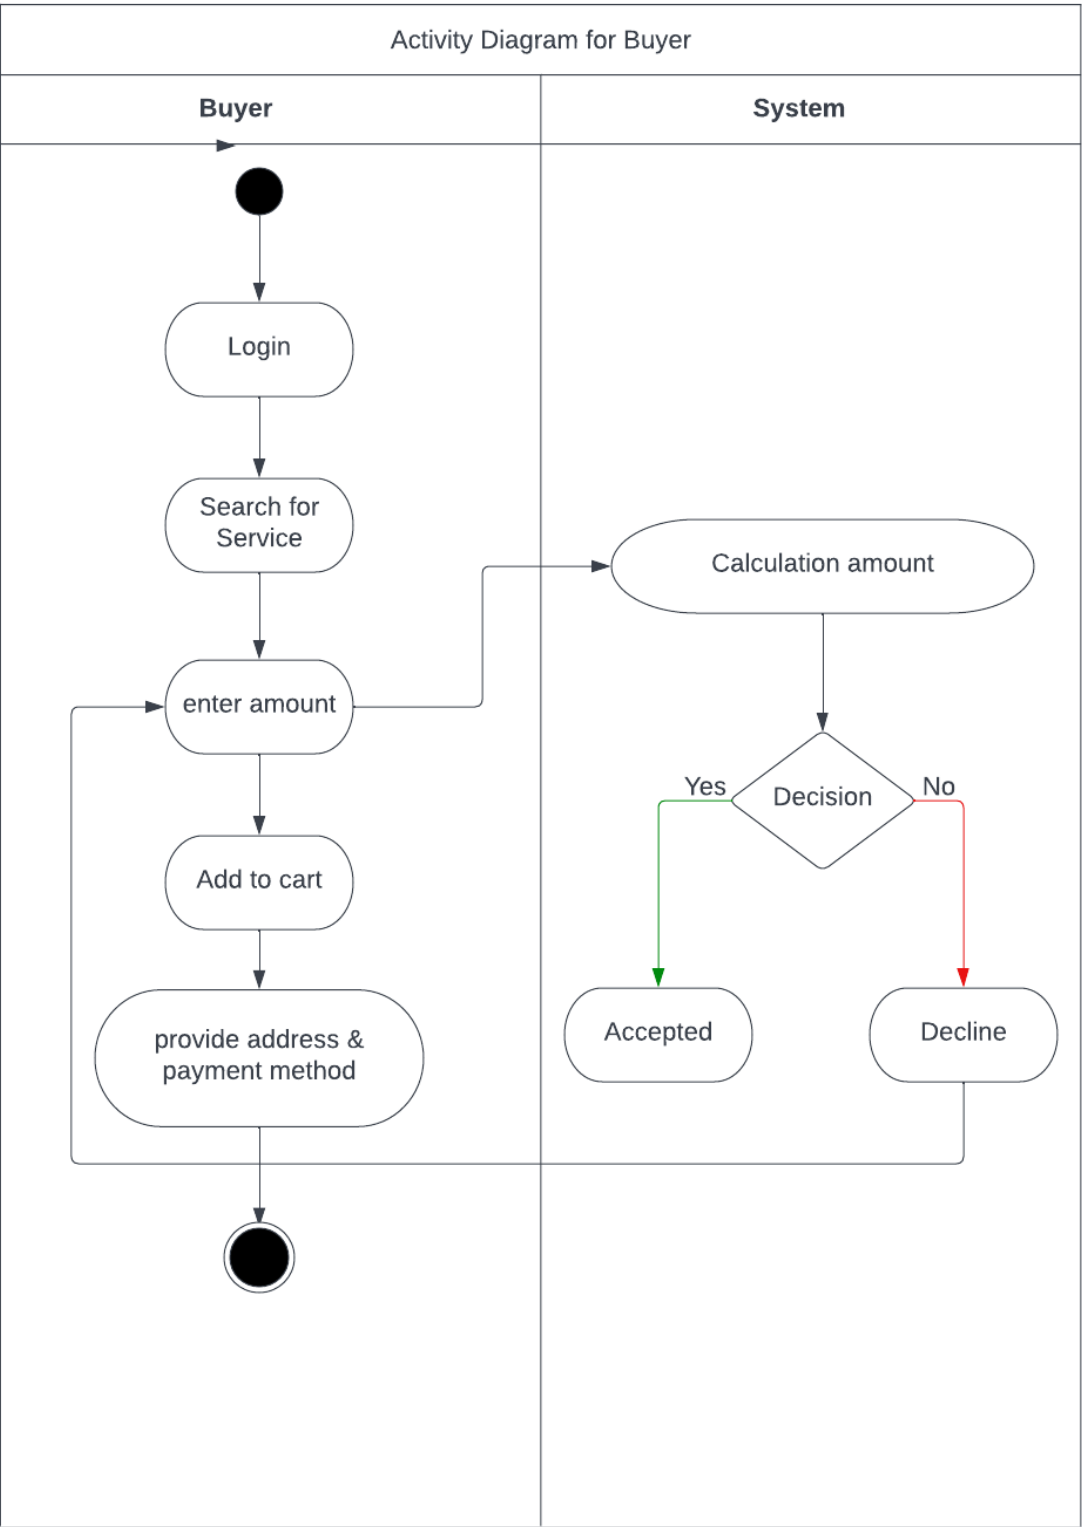 Activity Diagram for Buyer
Buyer
System
Login
Search for
Service
Calculation amount
enter amount
Yes
No
Decision
Add to cart
provide address &
payment method
Accepted
Decline